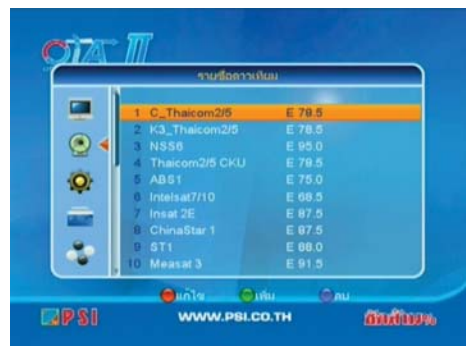 OTA II
รายชื่อดาวเทียม
1 C_Thaicom2/5 E 78.5
2 K3_Thaicom2/5 E 78.5
3 NSS6 E 95.0
4 Thaicom2/5 CKU E 78.5
5 ABS1 E 75.0
6 Intelsat7/10 E 68.5
7 Insat 2E E 87.5
8 ChinaStar 1 E 87.5
9 ST1 E 88.0
10 Measat 3 E 91.5
แก้ไข เพิ่ม ลบ
PSI WWW.PSI.CO.TH